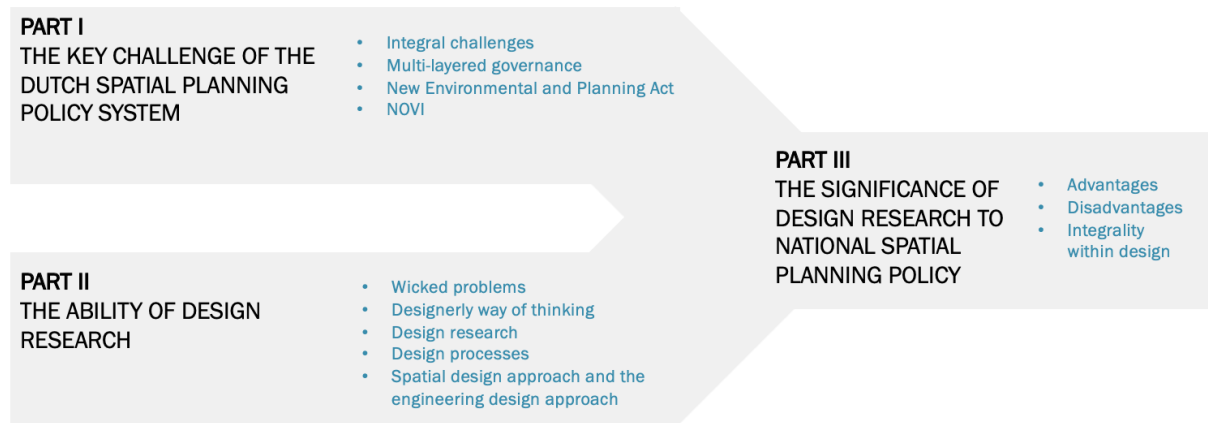 PART I
THE KEY CHALLENGE OF THE
DUTCH SPATIAL PLANNING
POLICY SYSTEM
• Integral challenges
• Multi-layered governance
• New Environmental and Planning Act
• NOVI
PART II
THE ABILITY OF DESIGN
RESEARCH
• Wicked problems
• Designerly way of thinking
• Design research
• Design processes
• Spatial design approach and the
engineering design approach
PART III
THE SIGNIFICANCE OF
DESIGN RESEARCH TO
NATIONAL SPATIAL
PLANNING POLICY
• Advantages
• Disadvantages
• Integrality
within design